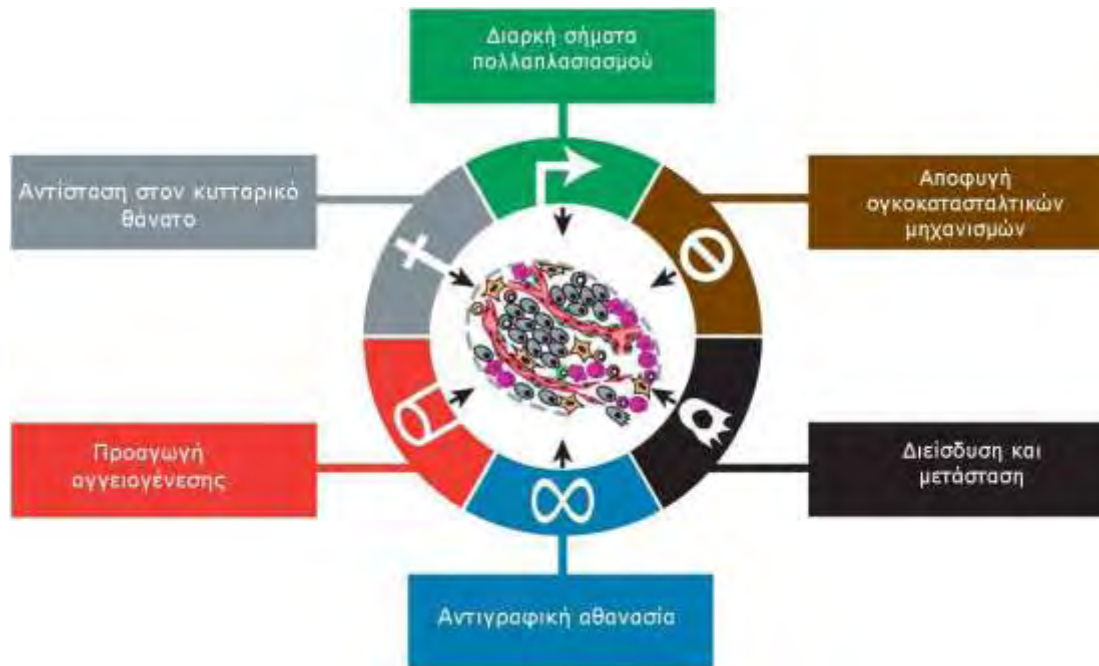 Διαρκή σήματα
πολλαπλασιασμού
Αντίσταση στον κυτταρικό
θάνατο
Αποφυγή
ογκοκατασταλτικών
μηχανισμών
Προαγωγή
αγγειογένεσης
Διείσδυση και
μετάσταση
Αντιγραφική αθανασία